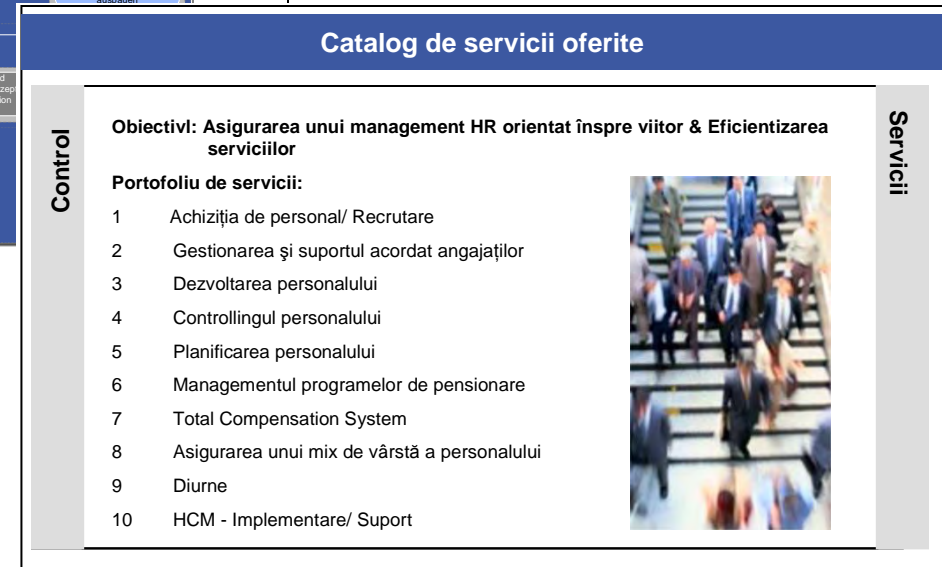 ausbauen
Catalog de servicii oferite
Control
Servicii
Obiectivl: Asigurarea unui management HR orientat înspre viitor & Eficientizarea
serviciilor
Portofoliu de servicii:
1 Achiziția de personal/ Recrutare
2 Gestionarea şi suportul acordat angajaților
3 Dezvoltarea personalului
4 Controllingul personalului
5 Planificarea personalului
6 Managementul programelor de pensionare
7 Total Compensation System
8 Asigurarea unui mix de vârstă a personalului
9 Diurne
10 HCM - Implementare/ Suport